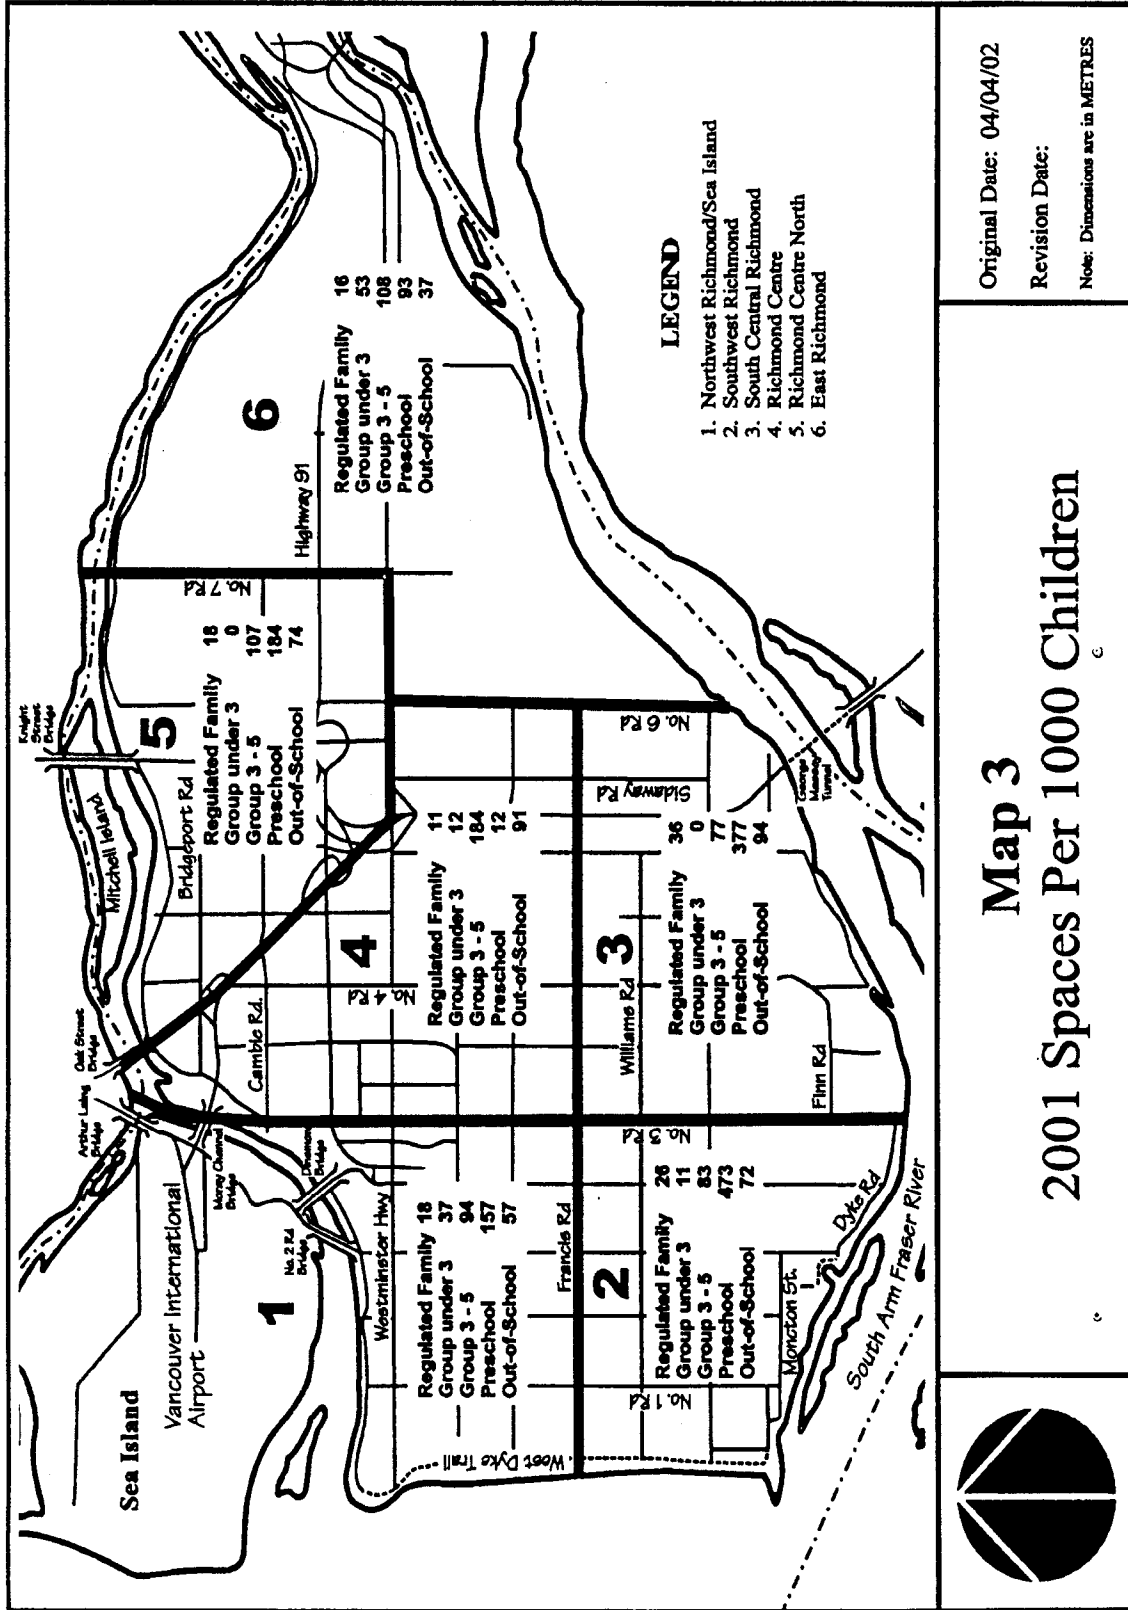 Sea Island
Vancouver International
Airport
Arthur Laing
Bridge
Oak Street
Bridge
Knight
Street
Bridge
Mitchell Island
Bridgeport Rd
Moray Channel
Bridge
Dinsmore
Bridge
No. 2 Rd
Bridge
Cambie Rd.
No. 4 Rd
No. 7 Rd
Highway 91
Westminster Hwy
1
Regulated Family 18
Group under 3 37
Group 3 - 5 94
Preschool 157
Out-of-School 57
West Dyke Trail
Francis Rd
2
Regulated Family 26
Group under 3 11
Group 3 - 5 83
Preschool 473
Out-of-School 72
No. 1 Rd
No. 3 Rd
Moncton St.
Dyke Rd
South Arm Fraser River
3
Williams Rd
Regulated Family 36
Group under 3 0
Group 3 - 5 77
Preschool 377
Out-of-School 94
Finn Rd
Sidaway Rd
No. 6 Rd
George
Massey
Tunnel
4
Regulated Family 11
Group under 3 12
Group 3 - 5 184
Preschool 12
Out-of-School 91
5
Regulated Family 18
Group under 3 0
Group 3 - 5 107
Preschool 184
Out-of-School 74
6
Regulated Family 16
Group under 3 53
Group 3 - 5 108
Preschool 93
Out-of-School 37
LEGEND
1. Northwest Richmond/Sea Island
2. Southwest Richmond
3. South Central Richmond
4. Richmond Centre
5. Richmond Centre North
6. East Richmond
Map 3
2001 Spaces Per 1000 Children
Original Date: 04/04/02
Revision Date:
Note: Dimensions are in METRES